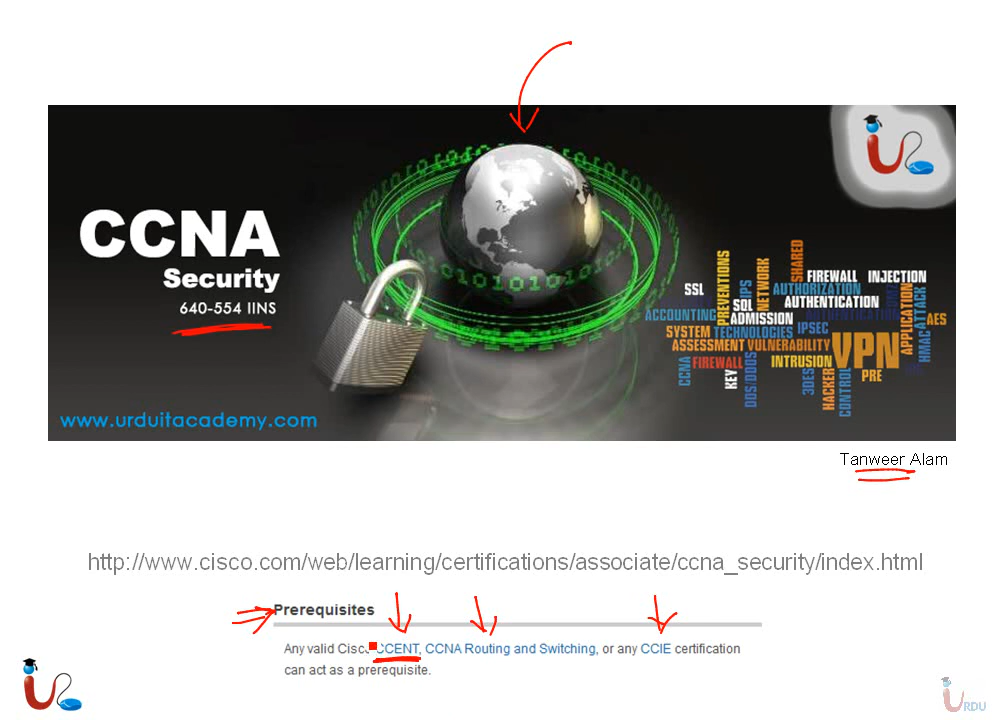 CCNA
Security
640-554 IINS
www.urduitacademy.com
SSL
ACCOUNTING
PREVENTIONS
SQL
IPS
NETWORK
SHARED
FIREWALL INJECTION
AUTHORIZATION
AUTHENTICATION
ADMISSION
AUTHENTICATION
SYSTEM TECHNOLOGIES IPSEC
ASSESSMENT VULNERABILITY
VPN
APPLICATION
ATTACK
HMAC
AES
CCNA
FIREWALL
KEY
DOS/DDOS
INTRUSION
3DES
HACKER
CONTROL
PRE
Tanweer Alam
http://www.cisco.com/web/learning/certifications/associate/ccna_security/index.html
Prerequisites
Any valid Cisco CCENT, CCNA Routing and Switching, or any CCIE certification
can act as a prerequisite.
URDU